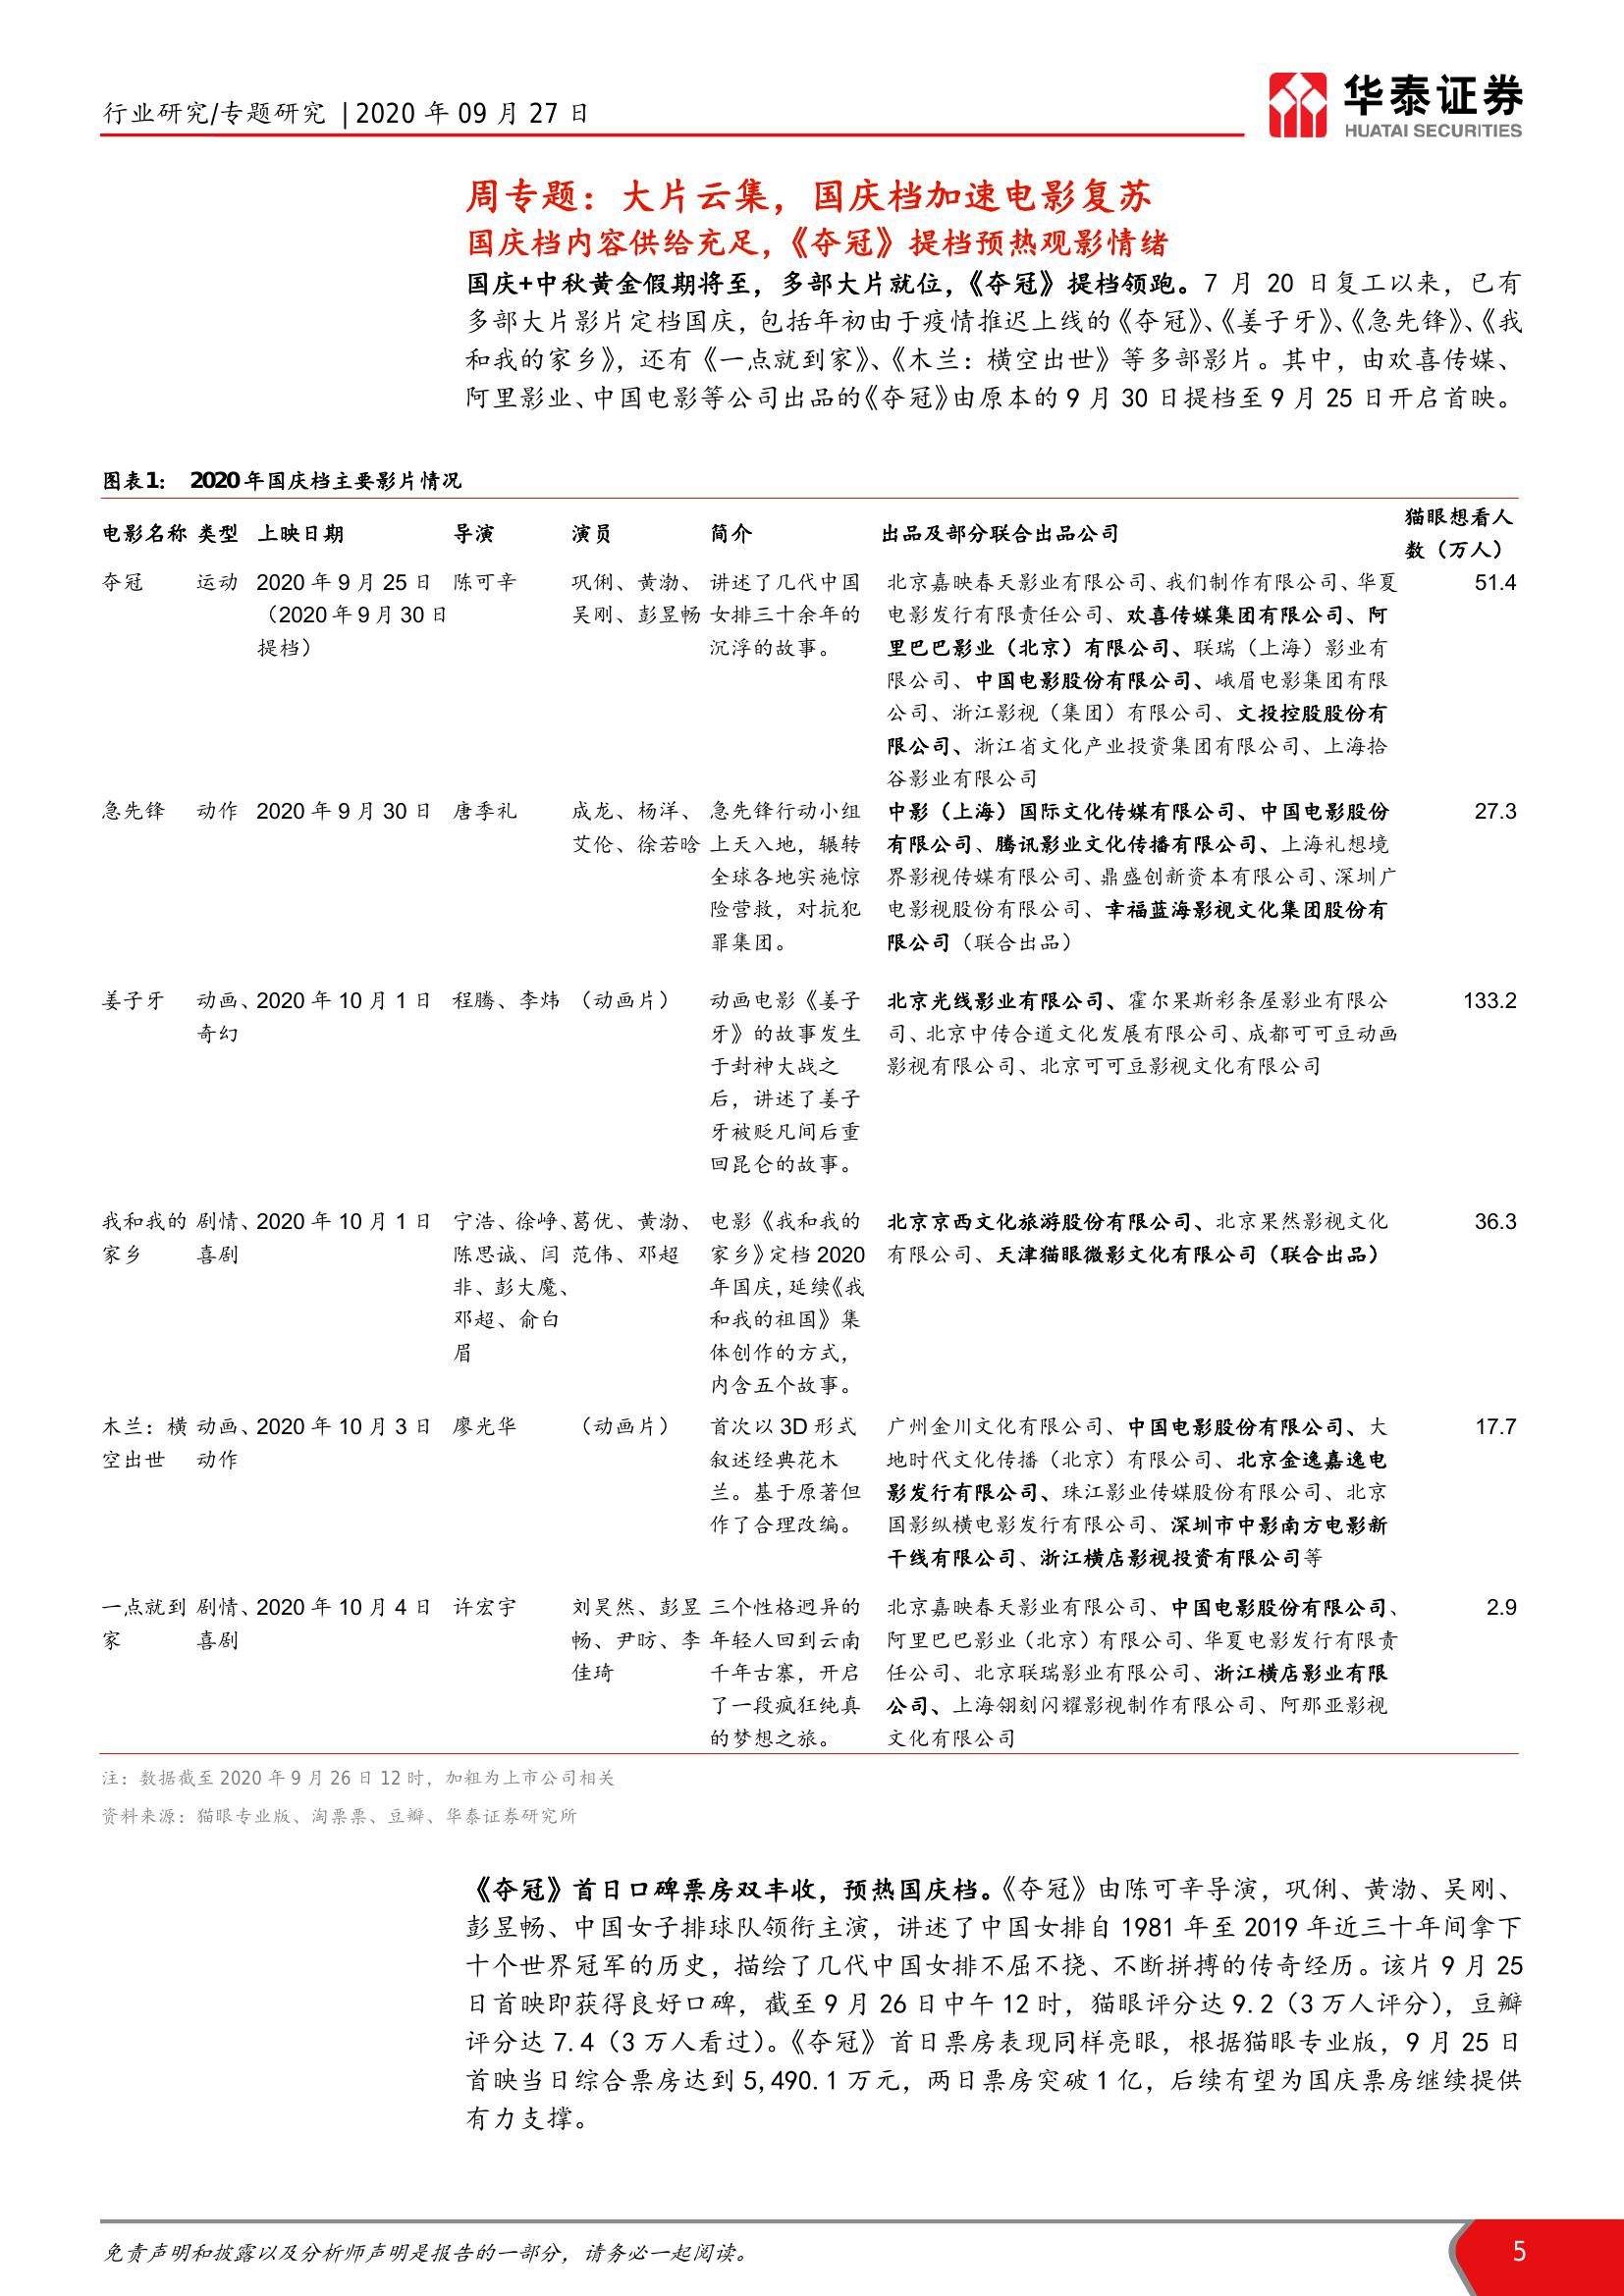 行业研究/专题研究 | 2020 年 09 月 27 日
华泰证券
HUATAI SECURITIES
周专题：大片云集，国庆档加速电影复苏
国庆档内容供给充足，《夺冠》提档预热观影情绪
国庆+中秋黄金假期将至，多部大片就位，《夺冠》提档领跑。7 月 20 日复工以来，已有
多部大片影片定档国庆，包括年初由于疫情推迟上线的《夺冠》、《姜子牙》、《急先锋》、《我
和我的家乡》，还有《一点就到家》、《木兰：横空出世》等多部影片。其中，由欢喜传媒、
阿里影业、中国电影等公司出品的《夺冠》由原本的 9 月 30 日提档至 9 月 25 日开启首映。
图表1： 2020 年国庆档主要影片情况
电影名称 类型 上映日期 导演 演员 简介 出品及部分联合出品公司 猫眼想看人
数（万人）
夺冠 运动 2020 年 9 月 25 日 陈可辛 巩俐、黄渤、 讲述了几代中国 北京嘉映春天影业有限公司、我们制作有限公司、华夏 51.4
（2020 年 9 月 30 日 吴刚、彭昱畅 女排三十余年的 电影发行有限责任公司、欢喜传媒集团有限公司、阿
提档） 沉浮的故事。 里巴巴影业（北京）有限公司、联瑞（上海）影业有
限公司、中国电影股份有限公司、峨眉电影集团有限
公司、浙江影视（集团）有限公司、文投控股股份有
限公司、浙江省文化产业投资集团有限公司、上海拾
谷影业有限公司
急先锋 动作 2020 年 9 月 30 日 唐季礼 成龙、杨洋、 急先锋行动小组 中影（上海）国际文化传媒有限公司、中国电影股份 27.3
艾伦、徐若晗 上天入地，辗转 有限公司、腾讯影业文化传播有限公司、上海礼想境
全球各地实施惊 界影视传媒有限公司、鼎盛创新资本有限公司、深圳广
险营救，对抗犯 电影视股份有限公司、幸福蓝海影视文化集团股份有
罪集团。 限公司（联合出品）
姜子牙 动画、 2020 年 10 月 1 日 程腾、李炜 （动画片） 动画电影《姜子 北京光线影业有限公司、霍尔果斯彩条屋影业有限公 133.2
奇幻 牙》的故事发生 司、北京中传合道文化发展有限公司、成都可可豆动画
于封神大战之 影视有限公司、北京可可豆影视文化有限公司
后，讲述了姜子
牙被贬凡间后重
回昆仑的故事。
我和我的 剧情、 2020 年 10 月 1 日 宁浩、徐峥、 葛优、黄渤、 电影《我和我的 北京京西文化旅游股份有限公司、北京果然影视文化 36.3
家乡 喜剧 陈思诚、闫 范伟、邓超 家乡》定档 2020 有限公司、天津猫眼微影文化有限公司（联合出品）
非、彭大魔、 年国庆，延续《我
邓超、俞白 和我的祖国》集
眉 体创作的方式，
内含五个故事。
木兰：横 动画、 2020 年 10 月 3 日 廖光华 （动画片） 首次以 3D 形式 广州金川文化有限公司、中国电影股份有限公司、大 17.7
空出世 动作 叙述经典花木 地时代文化传播（北京）有限公司、北京金逸嘉逸电
兰。基于原著但 影发行有限公司、珠江影业传媒股份有限公司、北京
作了合理改编。 国影纵横电影发行有限公司、深圳市中影南方电影新
干线有限公司、浙江横店影视投资有限公司等
一点就到 剧情、 2020 年 10 月 4 日 许宏宇 刘昊然、彭昱 三个性格迥异的 北京嘉映春天影业有限公司、中国电影股份有限公司、 2.9
家 喜剧 畅、尹昉、李 年轻人回到云南 阿里巴巴影业（北京）有限公司、华夏电影发行有限责
佳琦 千年古寨，开启 任公司、北京联瑞影业有限公司、浙江横店影业有限
了一段疯狂纯真 公司、上海翎刻闪耀影视制作有限公司、阿那亚影视
的梦想之旅。 文化有限公司
注：数据截至 2020 年 9 月 26 日 12 时，加粗为上市公司相关
资料来源：猫眼专业版、淘票票、豆瓣、华泰证券研究所
《夺冠》首日口碑票房双丰收，预热国庆档。《夺冠》由陈可辛导演，巩俐、黄渤、吴刚、
彭昱畅、中国女子排球队领衔主演，讲述了中国女排自 1981 年至 2019 年近三十年间拿下
十个世界冠军的历史，描绘了几代中国女排不屈不挠、不断拼搏的传奇经历。该片 9 月 25
日首映即获得良好口碑，截至 9 月 26 日中午 12 时，猫眼评分达 9.2（3 万人评分），豆瓣
评分达 7.4（3 万人看过）。《夺冠》首日票房表现同样亮眼，根据猫眼专业版，9 月 25 日
首映当日综合票房达到 5,490.1 万元，两日票房突破 1 亿，后续有望为国庆票房继续提供
有力支撑。
免责声明和披露以及分析师声明是报告的一部分，请务必一起阅读。 5